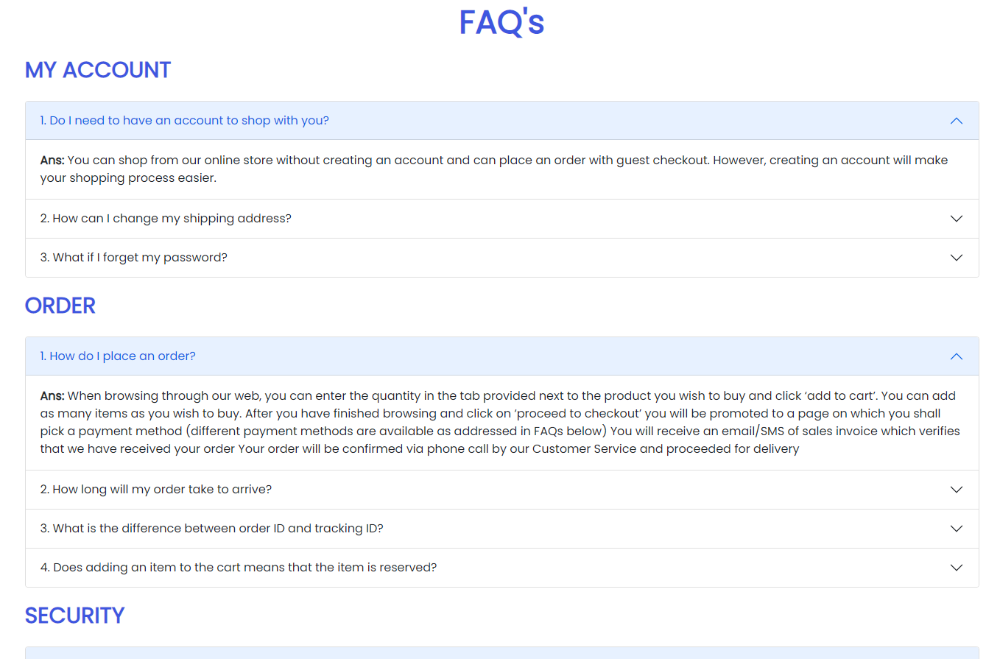 FAQ's
MY ACCOUNT
1. Do I need to have an account to shop with you?
Ans: You can shop from our online store without creating an account and can place an order with guest checkout. However, creating an account will make
your shopping process easier.
2. How can I change my shipping address?
3. What if I forget my password?
ORDER
1. How do I place an order?
Ans: When browsing through our web, you can enter the quantity in the tab provided next to the product you wish to buy and click ‘add to cart’. You can add
as many items as you wish to buy. After you have finished browsing and click on ‘proceed to checkout’ you will be promoted to a page on which you shall
pick a payment method (different payment methods are available as addressed in FAQs below) You will receive an email/SMS of sales invoice which verifies
that we have received your order Your order will be confirmed via phone call by our Customer Service and proceeded for delivery
2. How long will my order take to arrive?
3. What is the difference between order ID and tracking ID?
4. Does adding an item to the cart means that the item is reserved?
SECURITY